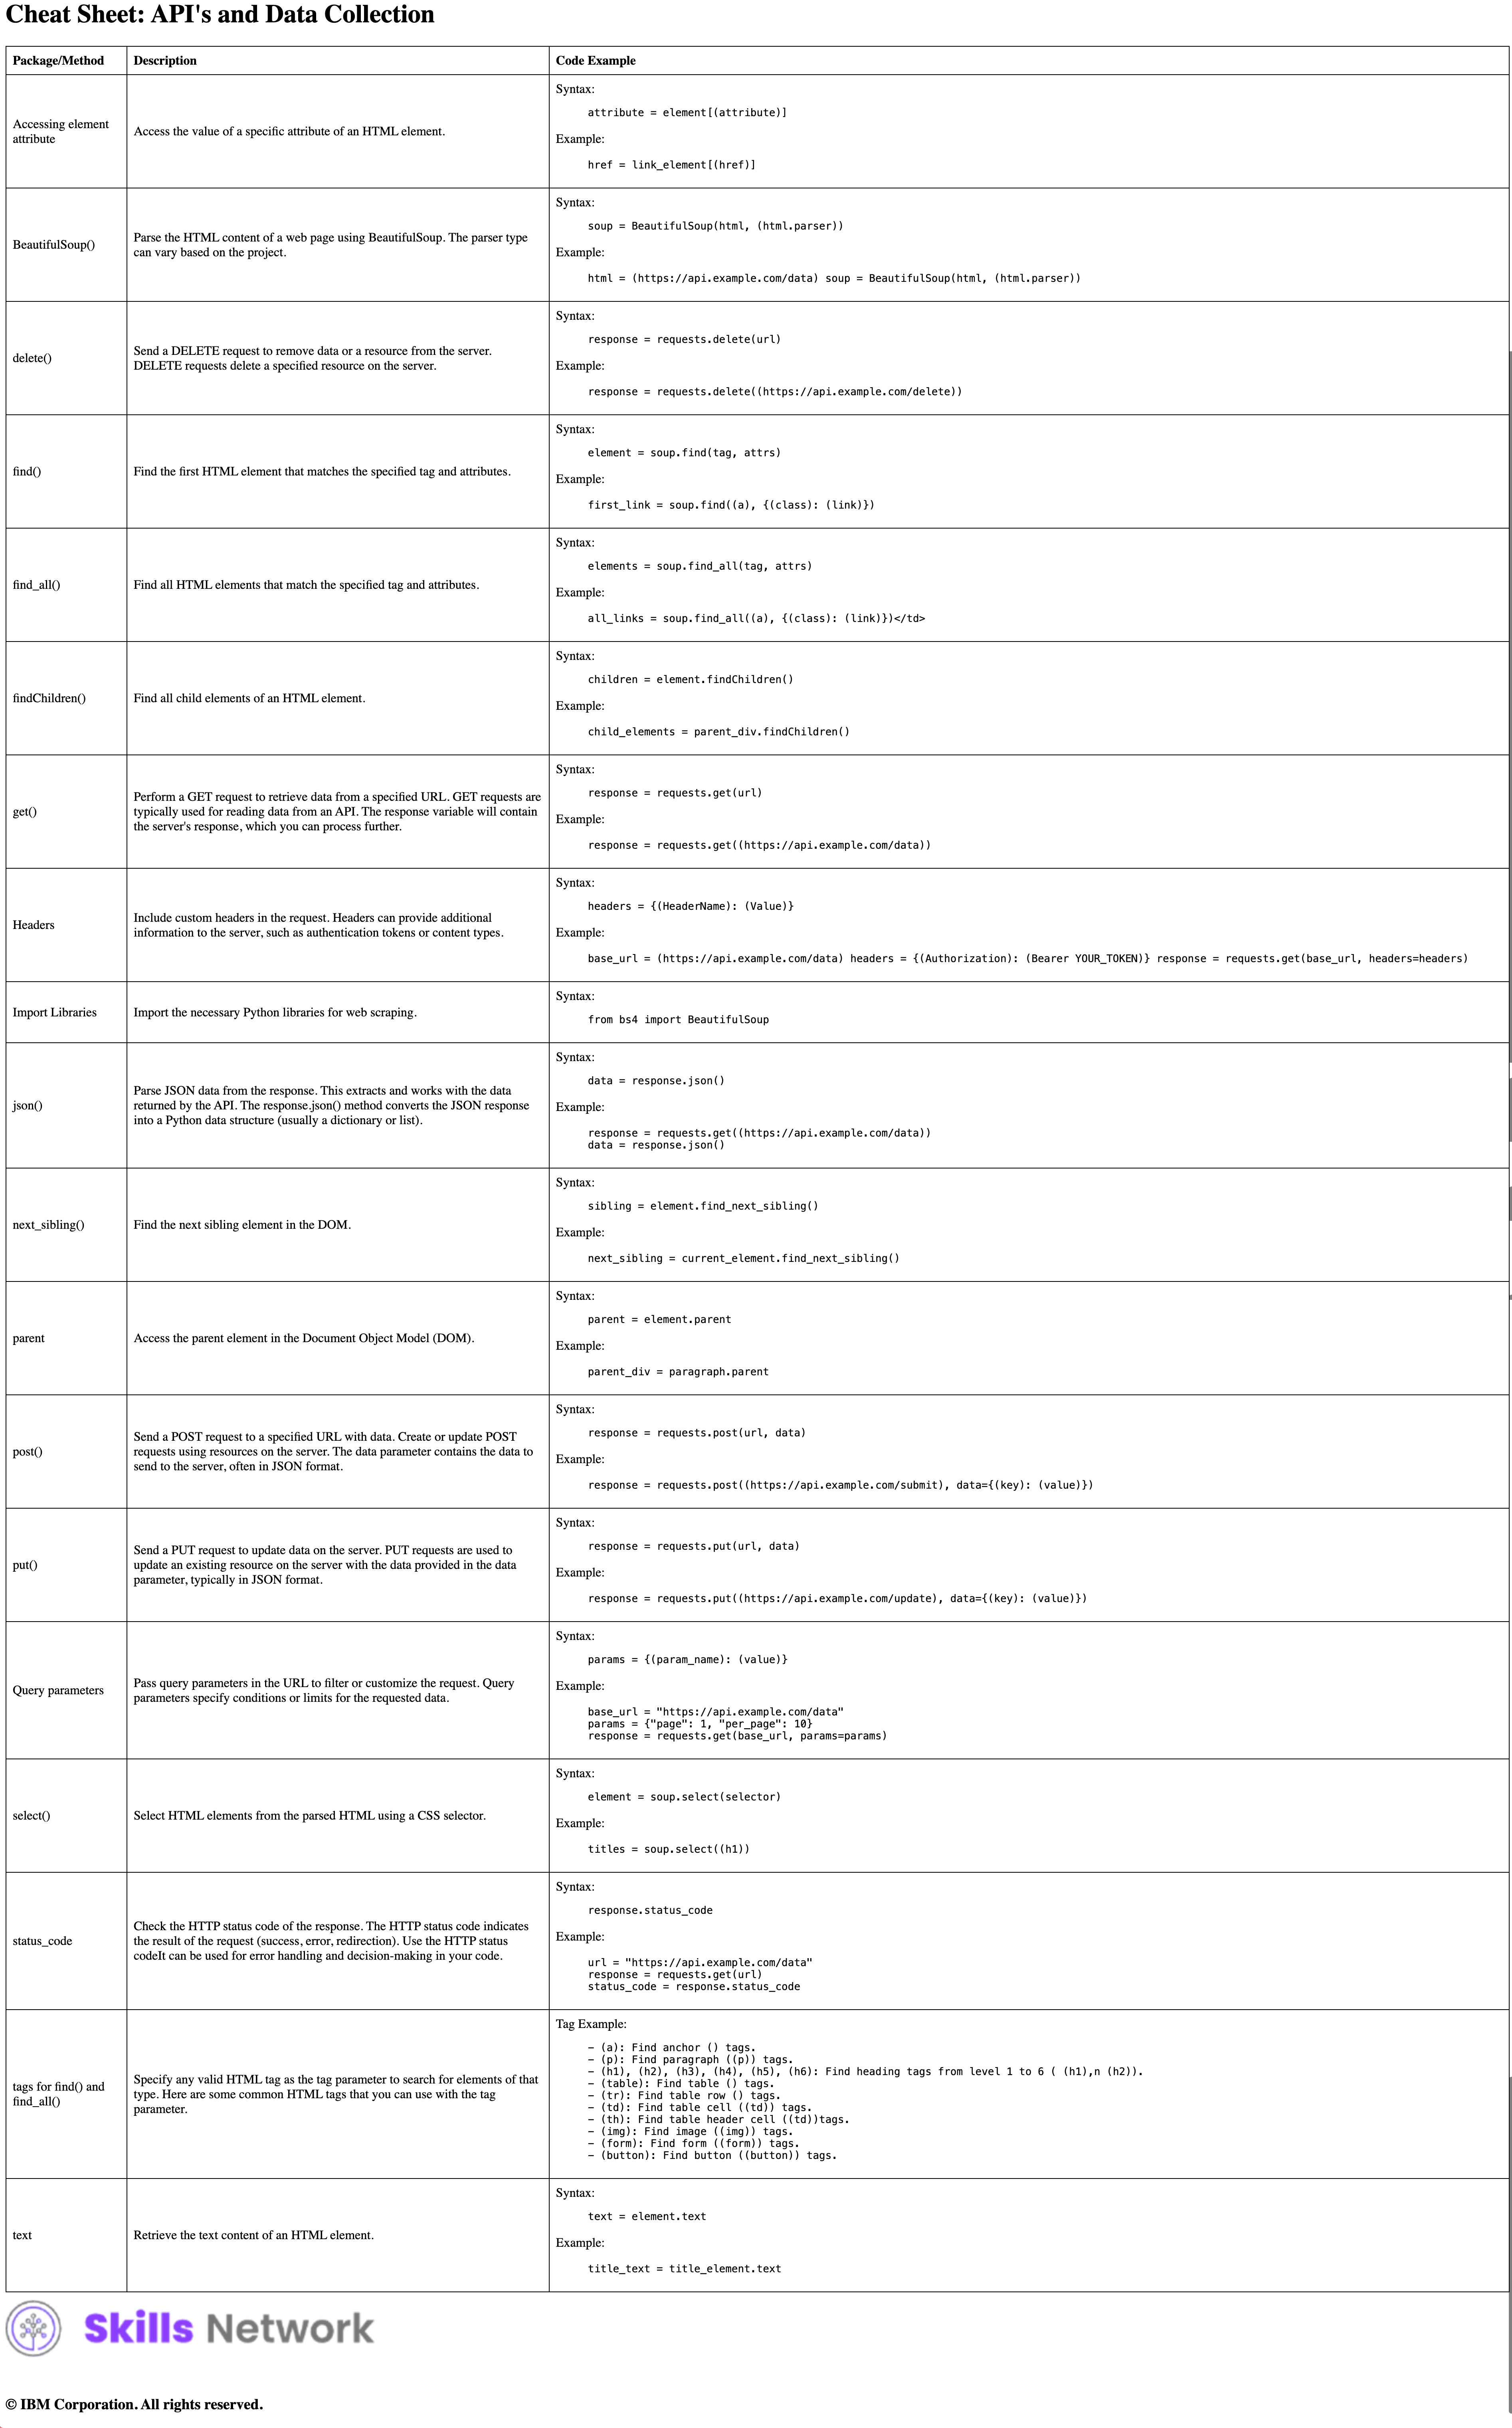 Cheat Sheet: API's and Data Collection
Package/Method Description Code Example
Accessing element
attribute
Access the value of a specific attribute of an HTML element.
Syntax:
attribute = element[(attribute)]
Example:
href = link_element[(href)]
BeautifulSoup()
Parse the HTML content of a web page using BeautifulSoup. The parser type
can vary based on the project.
Syntax:
soup = BeautifulSoup(html, (html.parser))
Example:
html = (https://api.example.com/data) soup = BeautifulSoup(html, (html.parser))
delete()
Send a DELETE request to remove data or a resource from the server.
DELETE requests delete a specified resource on the server.
Syntax:
response = requests.delete(url)
Example:
response = requests.delete((https://api.example.com/delete))
find()
Find the first HTML element that matches the specified tag and attributes.
Syntax:
element = soup.find(tag, attrs)
Example:
first_link = soup.find((a), {(class): (link)})
find_all()
Find all HTML elements that match the specified tag and attributes.
Syntax:
elements = soup.find_all(tag, attrs)
Example:
all_links = soup.find_all((a), {(class): (link)})</td>
findChildren()
Find all child elements of an HTML element.
Syntax:
children = element.findChildren()
Example:
child_elements = parent_div.findChildren()
get()
Perform a GET request to retrieve data from a specified URL. GET requests are
typically used for reading data from an API. The response variable will contain
the server's response, which you can process further.
Syntax:
response = requests.get(url)
Example:
response = requests.get((https://api.example.com/data))
Headers
Include custom headers in the request. Headers can provide additional
information to the server, such as authentication tokens or content types.
Syntax:
headers = {(HeaderName): (Value)}
Example:
base_url = (https://api.example.com/data) headers = {(Authorization): (Bearer YOUR_TOKEN)} response = requests.get(base_url, headers=headers)
Import Libraries
Import the necessary Python libraries for web scraping.
Syntax:
from bs4 import BeautifulSoup
json()
Parse JSON data from the response. This extracts and works with the data
returned by the API. The response.json() method converts the JSON response
into a Python data structure (usually a dictionary or list).
Syntax:
data = response.json()
Example:
response = requests.get((https://api.example.com/data))
data = response.json()
next_sibling()
Find the next sibling element in the DOM.
Syntax:
sibling = element.find_next_sibling()
Example:
next_sibling = current_element.find_next_sibling()
parent
Access the parent element in the Document Object Model (DOM).
Syntax:
parent = element.parent
Example:
parent_div = paragraph.parent
post()
Send a POST request to a specified URL with data. Create or update POST
requests using resources on the server. The data parameter contains the data to
send to the server, often in JSON format.
Syntax:
response = requests.post(url, data)
Example:
response = requests.post((https://api.example.com/submit), data={(key): (value)})
put()
Send a PUT request to update data on the server. PUT requests are used to
update an existing resource on the server with the data provided in the data
parameter, typically in JSON format.
Syntax:
response = requests.put(url, data)
Example:
response = requests.put((https://api.example.com/update), data={(key): (value)})
Query parameters
Pass query parameters in the URL to filter or customize the request. Query
parameters specify conditions or limits for the requested data.
Syntax:
params = {(param_name): (value)}
Example:
base_url = "https://api.example.com/data"
params = {"page": 1, "per_page": 10}
response = requests.get(base_url, params=params)
select()
Select HTML elements from the parsed HTML using a CSS selector.
Syntax:
element = soup.select(selector)
Example:
titles = soup.select((h1))
status_code
Check the HTTP status code of the response. The HTTP status code indicates
the result of the request (success, error, redirection). Use the HTTP status
codeIt can be used for error handling and decision-making in your code.
Syntax:
response.status_code
Example:
url = "https://api.example.com/data"
response = requests.get(url)
status_code = response.status_code
tags for find() and
find_all()
Specify any valid HTML tag as the tag parameter to search for elements of that
type. Here are some common HTML tags that you can use with the tag
parameter.
Tag Example:
- (a): Find anchor () tags.
- (p): Find paragraph ((p)) tags.
- (h1), (h2), (h3), (h4), (h5), (h6): Find heading tags from level 1 to 6 ( (h1),n (h2)).
- (table): Find table () tags.
- (tr): Find table row () tags.
- (td): Find table cell ((td)) tags.
- (th): Find table header cell ((td))tags.
- (img): Find image ((img)) tags.
- (form): Find form ((form)) tags.
- (button): Find button ((button)) tags.
text
Retrieve the text content of an HTML element.
Syntax:
text = element.text
Example:
title_text = title_element.text
Skills Network
© IBM Corporation. All rights reserved.